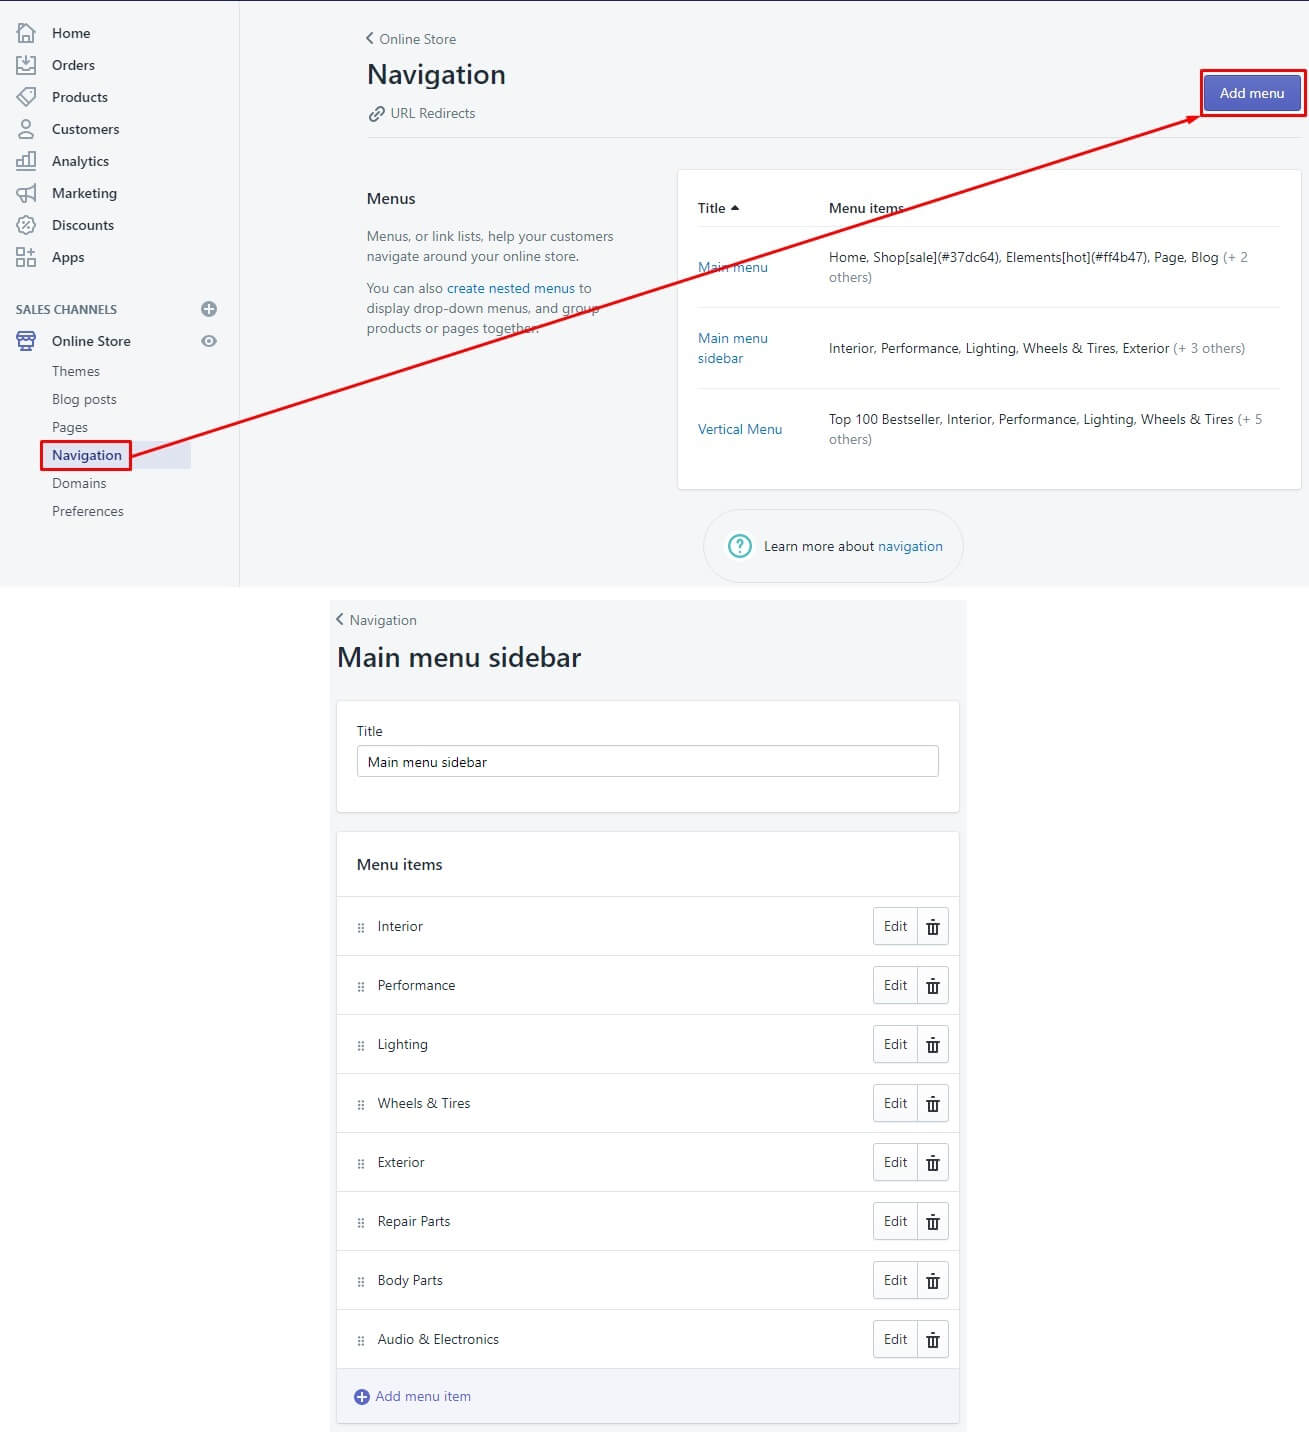 Home
Orders
Products
Customers
Analytics
Marketing
Discounts
Apps
SALES CHANNELS
Online Store
Themes
Blog posts
Pages
Navigation
Domains
Preferences
Online Store
Navigation
URL Redirects
Add menu
Menus
Menus, or link lists, help your customers
navigate around your online store.
You can also create nested menus to
display drop-down menus, and group
products or pages together.
Title Menu items
Main menu
Home, Shop[sale](#37dc64), Elements[hot](#ff4b47), Page, Blog (+ 2
others)
Main menu
sidebar
Interior, Performance, Lighting, Wheels & Tires, Exterior (+ 3 others)
Vertical Menu
Top 100 Bestseller, Interior, Performance, Lighting, Wheels & Tires (+ 5
others)
Learn more about navigation
Navigation
Main menu sidebar
Title
Main menu sidebar
Menu items
Interior Edit
Performance Edit
Lighting Edit
Wheels & Tires Edit
Exterior Edit
Repair Parts Edit
Body Parts Edit
Audio & Electronics Edit
Add menu item